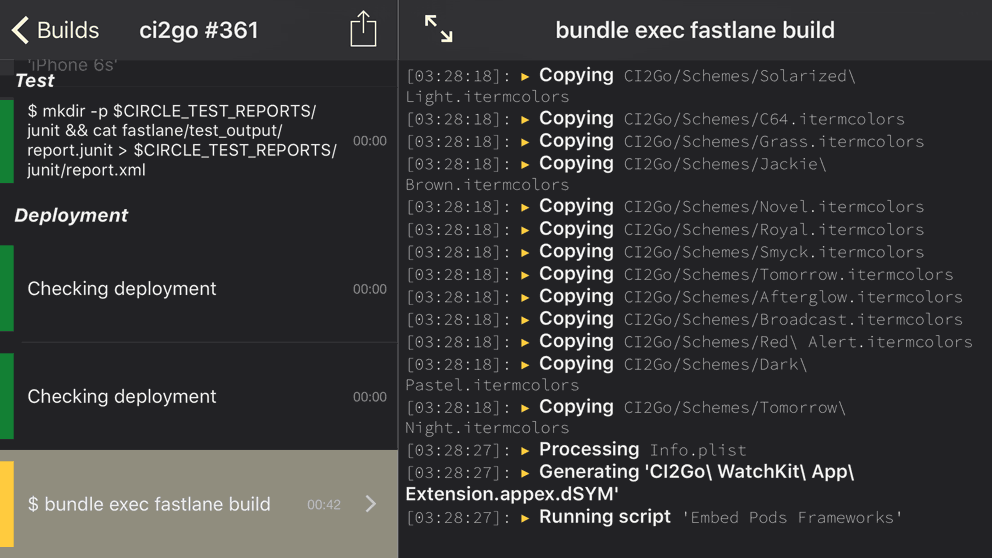 Builds
ci2go #361
'iPhone 6s'
Test
$ mkdir -p $CIRCLE_TEST_REPORTS/
junit && cat fastlane/test_output/
report.junit > $CIRCLE_TEST_REPORTS/
junit/report.xml
00:00
Deployment
Checking deployment
00:00
Checking deployment
00:00
$ bundle exec fastlane build
00:42
bundle exec fastlane build
[03:28:18]: ▸ Copying CI2Go/Schemes/Solarized\
Light.itermcolors
[03:28:18]: ▸ Copying CI2Go/Schemes/C64.itermcolors
[03:28:18]: ▸ Copying CI2Go/Schemes/Grass.itermcolors
[03:28:18]: ▸ Copying CI2Go/Schemes/Jackie\
Brown.itermcolors
[03:28:18]: ▸ Copying CI2Go/Schemes/Novel.itermcolors
[03:28:18]: ▸ Copying CI2Go/Schemes/Royal.itermcolors
[03:28:18]: ▸ Copying CI2Go/Schemes/Smyck.itermcolors
[03:28:18]: ▸ Copying CI2Go/Schemes/Tomorrow.itermcolors
[03:28:18]: ▸ Copying CI2Go/Schemes/Afterglow.itermcolors
[03:28:18]: ▸ Copying CI2Go/Schemes/Broadcast.itermcolors
[03:28:18]: ▸ Copying CI2Go/Schemes/Red\ Alert.itermcolors
[03:28:18]: ▸ Copying CI2Go/Schemes/Dark\
Pastel.itermcolors
[03:28:18]: ▸ Copying CI2Go/Schemes/Tomorrow\
Night.itermcolors
[03:28:27]: ▸ Processing Info.plist
[03:28:27]: ▸ Generating 'CI2Go\ WatchKit\ App\
Extension.appex.dSYM'
[03:28:27]: ▸ Running script 'Embed Pods Frameworks'